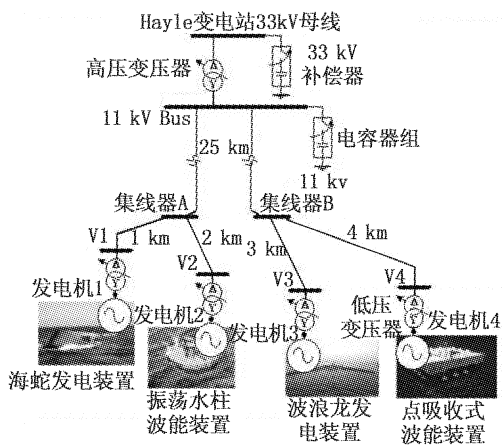 Hayle变电站33kV母线
高压变压器
33 kV
补偿器
11 kV Bus
电容器组
25 km
11 kv
集线器A
集线器B
V1
1 km
2 km
3 km
4 km
V2
V3
V4
发电机1
发电机2
发电机3
低压
变压器
发电机4
海蛇发电装置
振荡水柱
波能装置
波浪龙发
电装置
点吸收式
波能装置